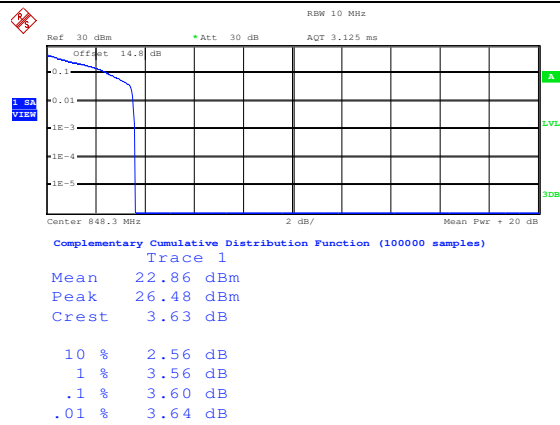 RBW 10 MHz
Ref 30 dBm * Att 30 dB AQT 3.125 ms
Offset 14.8 dB
0.1
A
0.01
1 SA
VIEW
1E-3
LVL
1E-4
1E-5
3DB
Center 848.3 MHz 2 dB/ Mean Pwr + 20 dB
Complementary Cumulative Distribution Function (100000 samples)
Trace 1
Mean 22.86 dBm
Peak 26.48 dBm
Crest 3.63 dB
10 % 2.56 dB
1 % 3.56 dB
.1 % 3.60 dB
.01 % 3.64 dB